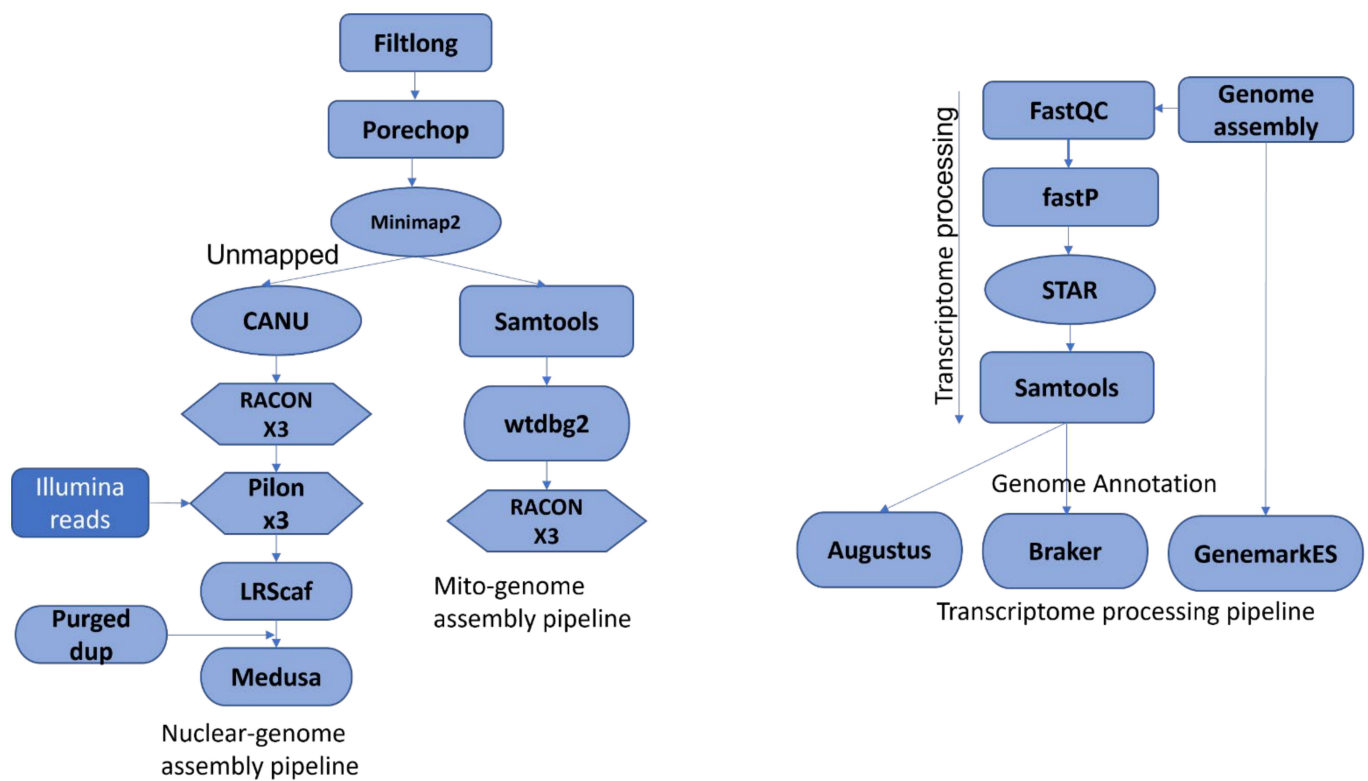 Filtlong
Porechop
Minimap2
Unmapped
CANU
Samtools
RACON
X3
wtdbg2
Illumina
reads
Pilon
x3
RACON
X3
LRScaf
Mito-genome
assembly pipeline
Purged
dup
Medusa
Nuclear-genome
assembly pipeline
Transcriptome processing
FastQC
Genome
assembly
fastP
STAR
Samtools
Genome Annotation
Augustus
Braker
GenemarkES
Transcriptome processing pipeline